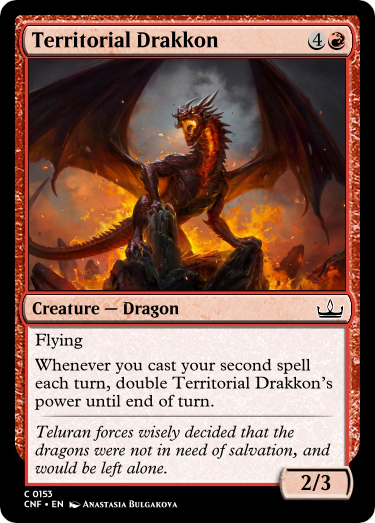 Territorial Drakkon 4
Creature — Dragon
Flying
Whenever you cast your second spell
each turn, double Territorial Drakkon's
power until end of turn.
Teluran forces wisely decided that the
dragons were not in need of salvation, and
would be left alone.
2/3
C 0153
CNF • EN Anastasia Bulgakova